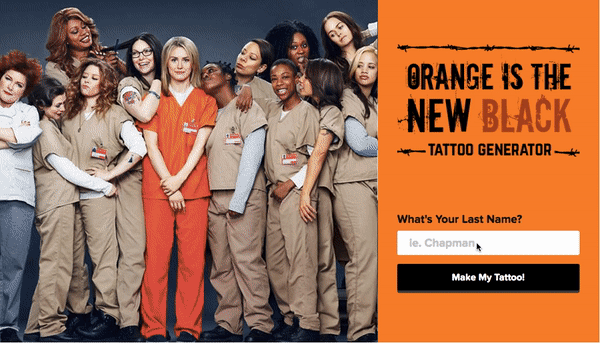 ORANGE IS THE
NEW BLACK
TATTOO GENERATOR
What's Your Last Name?
ie. Chapman
Make My Tattoo!